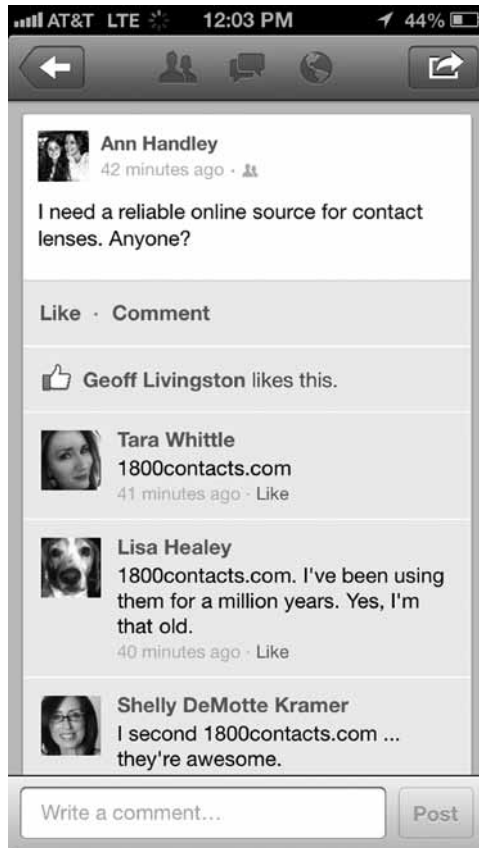 AT&T LTE 12:03 PM 44%
Ann Handley
42 minutes ago ·
I need a reliable online source for contact
lenses. Anyone?
Like · Comment
Geoff Livingston likes this.
Tara Whittle
1800contacts.com
41 minutes ago · Like
Lisa Healey
1800contacts.com. I've been using
them for a million years. Yes, I'm
that old.
40 minutes ago · Like
Shelly DeMotte Kramer
I second 1800contacts.com ...
they're awesome.
Write a comment... Post